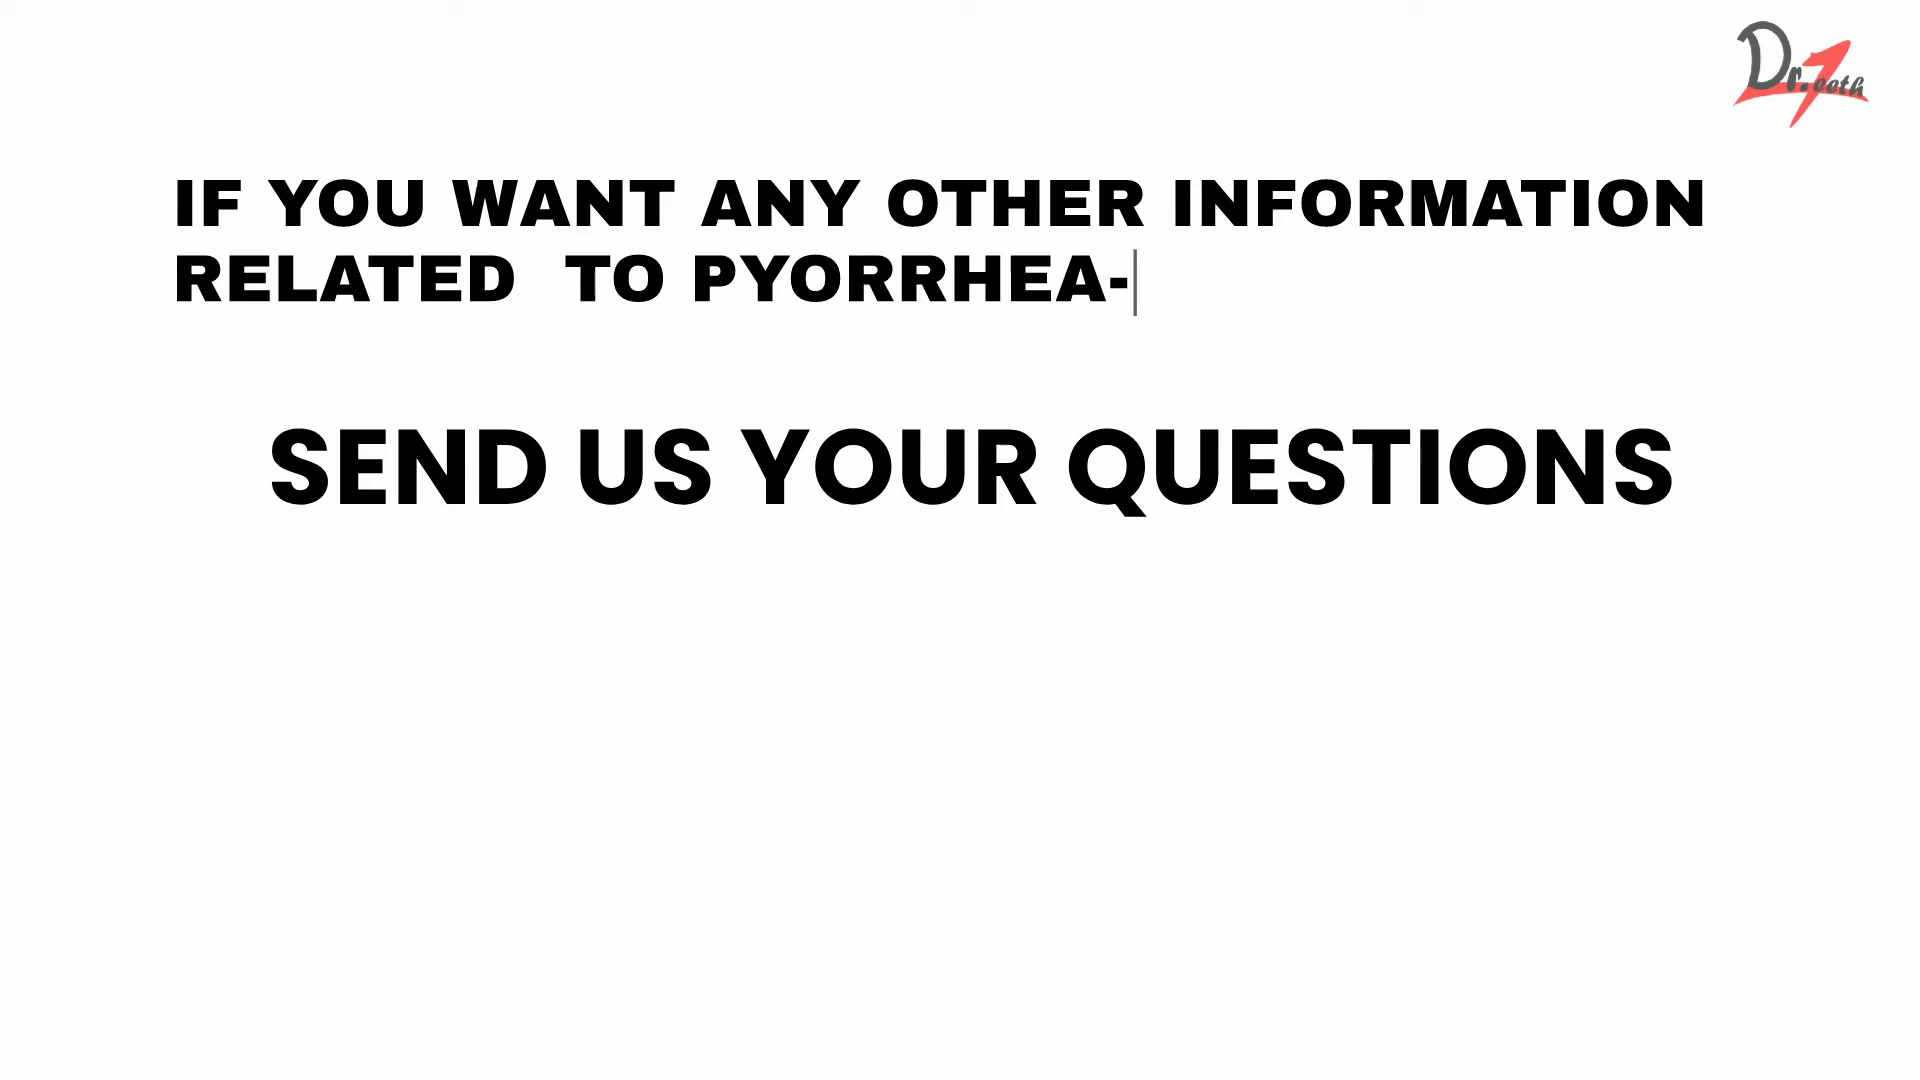 Dr.Teeth
IF YOU WANT ANY OTHER INFORMATION
RELATED  TO PYORRHEA-
SEND US YOUR QUESTIONS